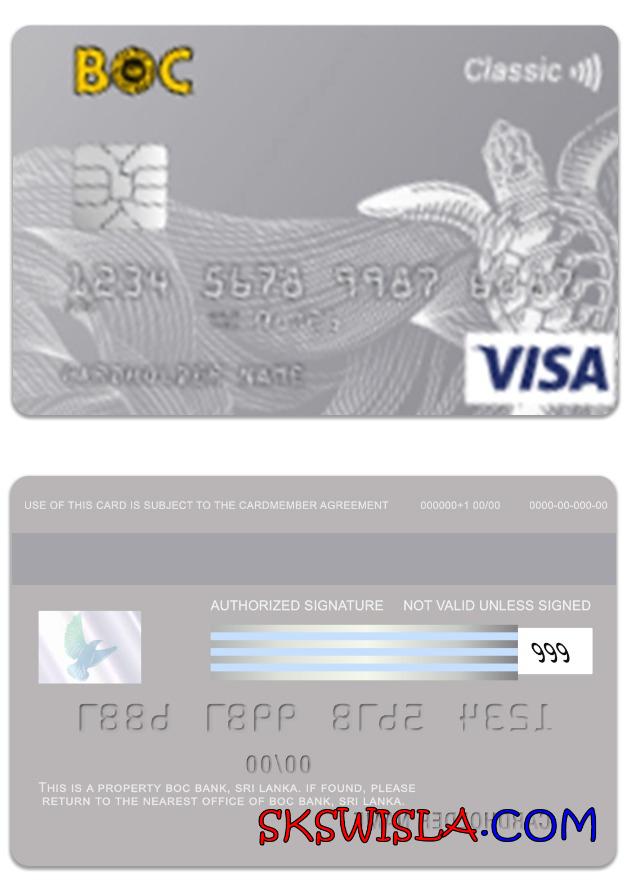 BOC
Classic
1234 5678 9987
CARDHOLDER NAME
VISA
USE OF THIS CARD IS SUBJECT TO THE CARDMEMBER AGREEMENT 000000+1 00/00 0000-00-000-00
AUTHORIZED SIGNATURE NOT VALID UNLESS SIGNED
999
00/00
THIS IS A PROPERTY BOC BANK, SRI LANKA. IF FOUND, PLEASE
RETURN TO THE NEAREST OFFICE OF BOC BANK, SRI LANKA.
SKSWISLA.COM